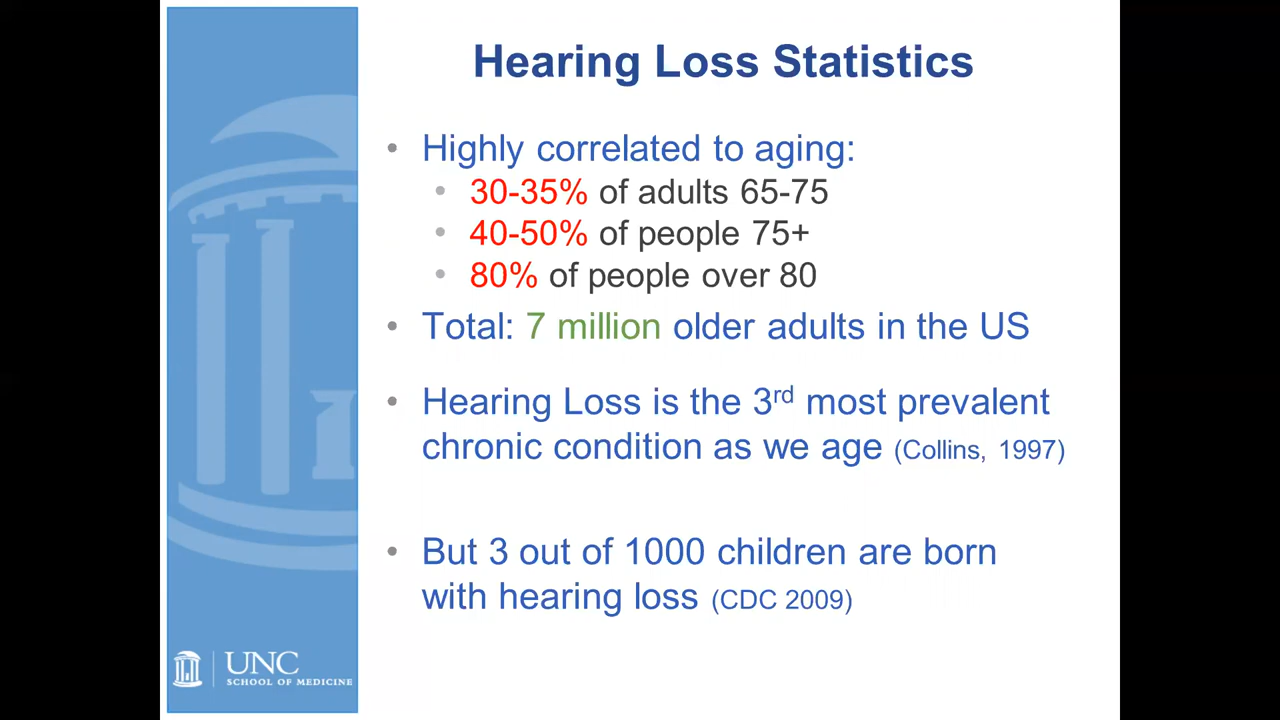 Hearing Loss Statistics
• Highly correlated to aging:
• 30-35% of adults 65-75
• 40-50% of people 75+
• 80% of people over 80
• Total: 7 million older adults in the US
• Hearing Loss is the 3rd most prevalent
chronic condition as we age (Collins, 1997)
• But 3 out of 1000 children are born
with hearing loss (CDC 2009)
UNC
SCHOOL OF MEDICINE